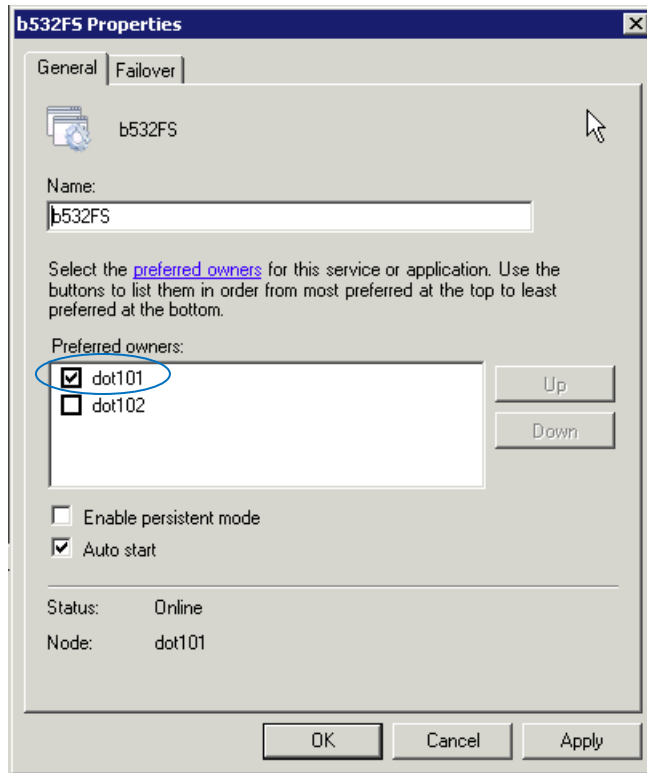 b532FS Properties
General
Failover
b532FS
Name:
b532FS
Select the preferred owners for this service or application. Use the
buttons to list them in order from most preferred at the top to least
preferred at the bottom.
Preferred owners:
dot101
dot102
Up
Down
Enable persistent mode
Auto start
Status: Online
Node: dot101
OK Cancel Apply